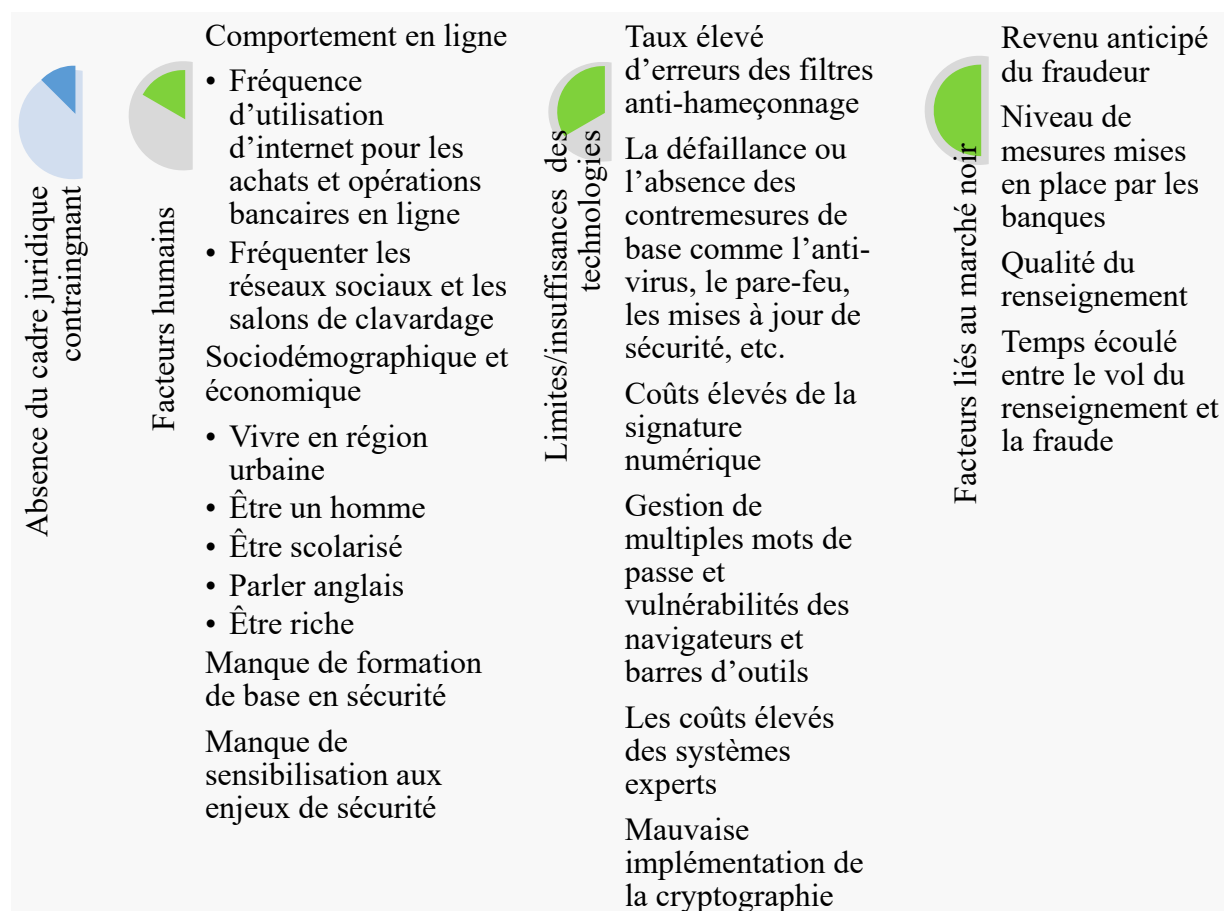 Absence du cadre juridique
contraignant
Facteurs humains
Comportement en ligne
• Fréquence
d’utilisation
d’internet pour les
achats et opérations
bancaires en ligne
• Fréquenter les
réseaux sociaux et les
salons de clavardage
Sociodémographique et
économique
• Vivre en région
urbaine
• Être un homme
• Être scolarisé
• Parler anglais
• Être riche
Manque de formation
de base en sécurité
Manque de
sensibilisation aux
enjeux de sécurité
Limites/insuffisances des
technologies
Taux élevé
d’erreurs des filtres
anti-hameçonnage
La défaillance ou
l’absence des
contremesures de
base comme l’anti-
virus, le pare-feu,
les mises à jour de
sécurité, etc.
Coûts élevés de la
signature
numérique
Gestion de
multiples mots de
passe et
vulnérabilités des
navigateurs et
barres d’outils
Les coûts élevés
des systèmes
experts
Mauvaise
implémentation de
la cryptographie
Facteurs liés au marché noir
Revenu anticipé
du fraudeur
Niveau de
mesures mises
en place par les
banques
Qualité du
renseignement
Temps écoulé
entre le vol du
renseignement et
la fraude